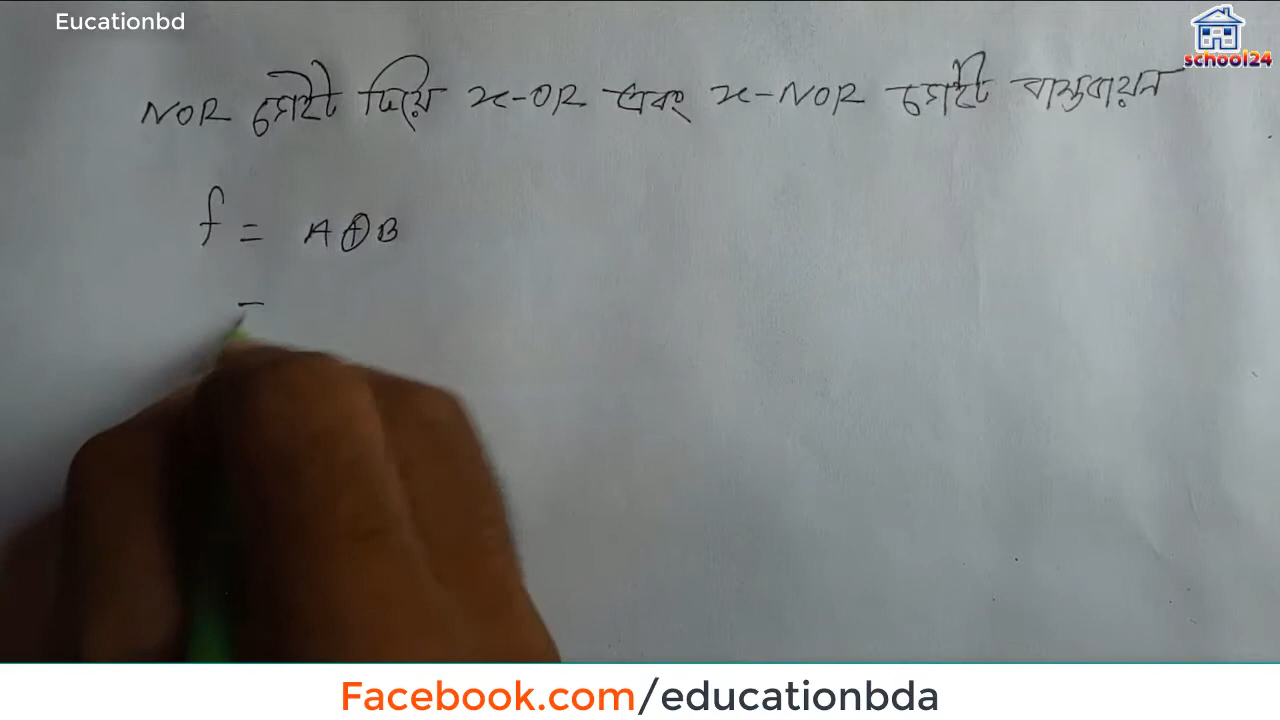 Eucationbd
school24
NOR গেইট দিয়ে x-OR এবং x-NOR গেইট বাস্তবায়ন
f = A⊕B
Facebook.com/educationbda